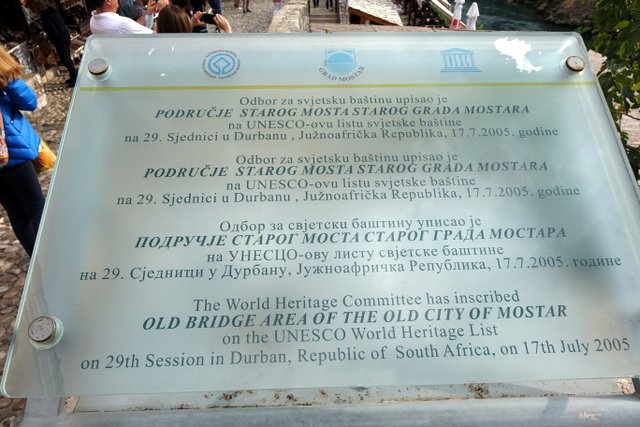 GRAD MOSTAR
Odbor za svjetsku baštinu upisao je
PODRUČJE STAROG MOSTA STAROG GRADA MOSTARA
na UNESCO-ovu listu svjetske baštine
na 29. Sjednici u Durbanu , Južnoafrička Republika, 17.7.2005. godine
Odbor za svjetsku baštinu upisao je
PODRUČJE STAROG MOSTA STAROG GRADA MOSTARA
na UNESCO-ovu listu svjetske baštine
na 29. Sjednici u Durbanu , Južnoafrička Republika, 17.7.2005. godine
Одбор за свјетску баштину уписао је
ПОДРУЧЈЕ СТАРОГ МОСТА СТАРОГ ГРАДА МОСТАРА
на УНЕСЦО-ову листу свјетске баштине
на 29. Сједници у Дурбану, Јужноафричка Република, 17.7.2005. године
The World Heritage Committee has inscribed
OLD BRIDGE AREA OF THE OLD CITY OF MOSTAR
on the UNESCO World Heritage List
on 29th Session in Durban, Republic of South Africa, on 17th July 2005